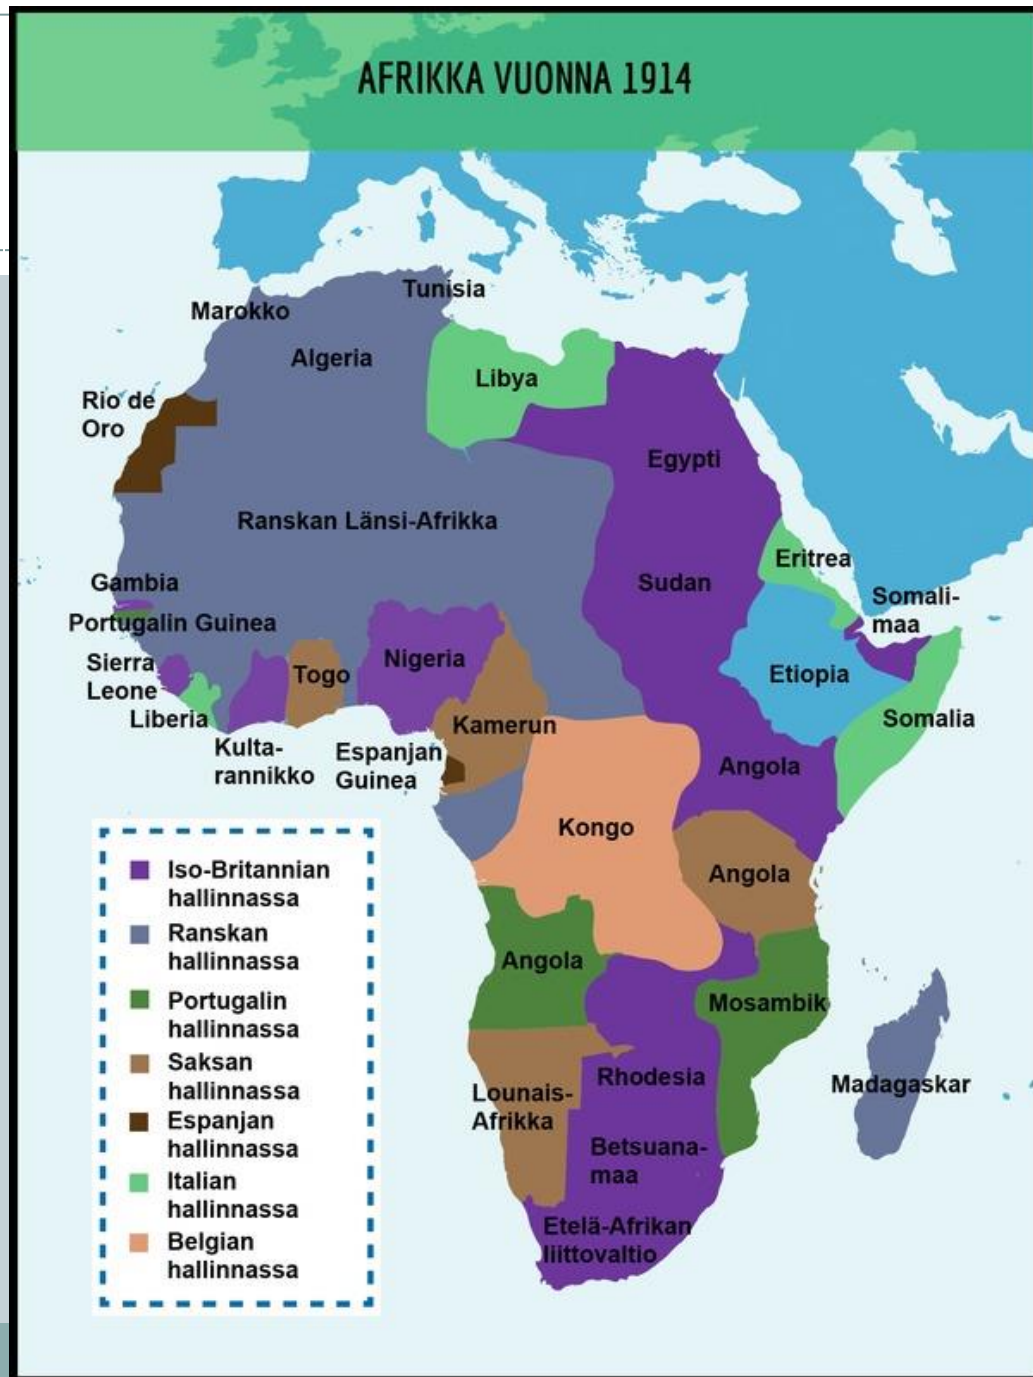 AFRIKKA VUONNA 1914
Tunisia
Marokko
Algeria
Libya
Rio de
Oro
Egypti
Ranskan Länsi-Afrikka
Eritrea
Gambia
Sudan
Somali-
maa
Portugalin Guinea
Sierra
Leone
Togo
Nigeria
Etiopia
Liberia
Kamerun
Somalia
Kulta-
rannikko
Espanjan
Guinea
Angola
Kongo
Angola
Angola
Mosambik
Rhodesia
Madagaskar
Lounais-
Afrikka
Betsuana-
maa
Etelä-Afrikan
liittovaltio
Iso-Britannian
hallinnassa
Ranskan
hallinnassa
Portugalin
hallinnassa
Saksan
hallinnassa
Espanjan
hallinnassa
Italian
hallinnassa
Belgian
hallinnassa